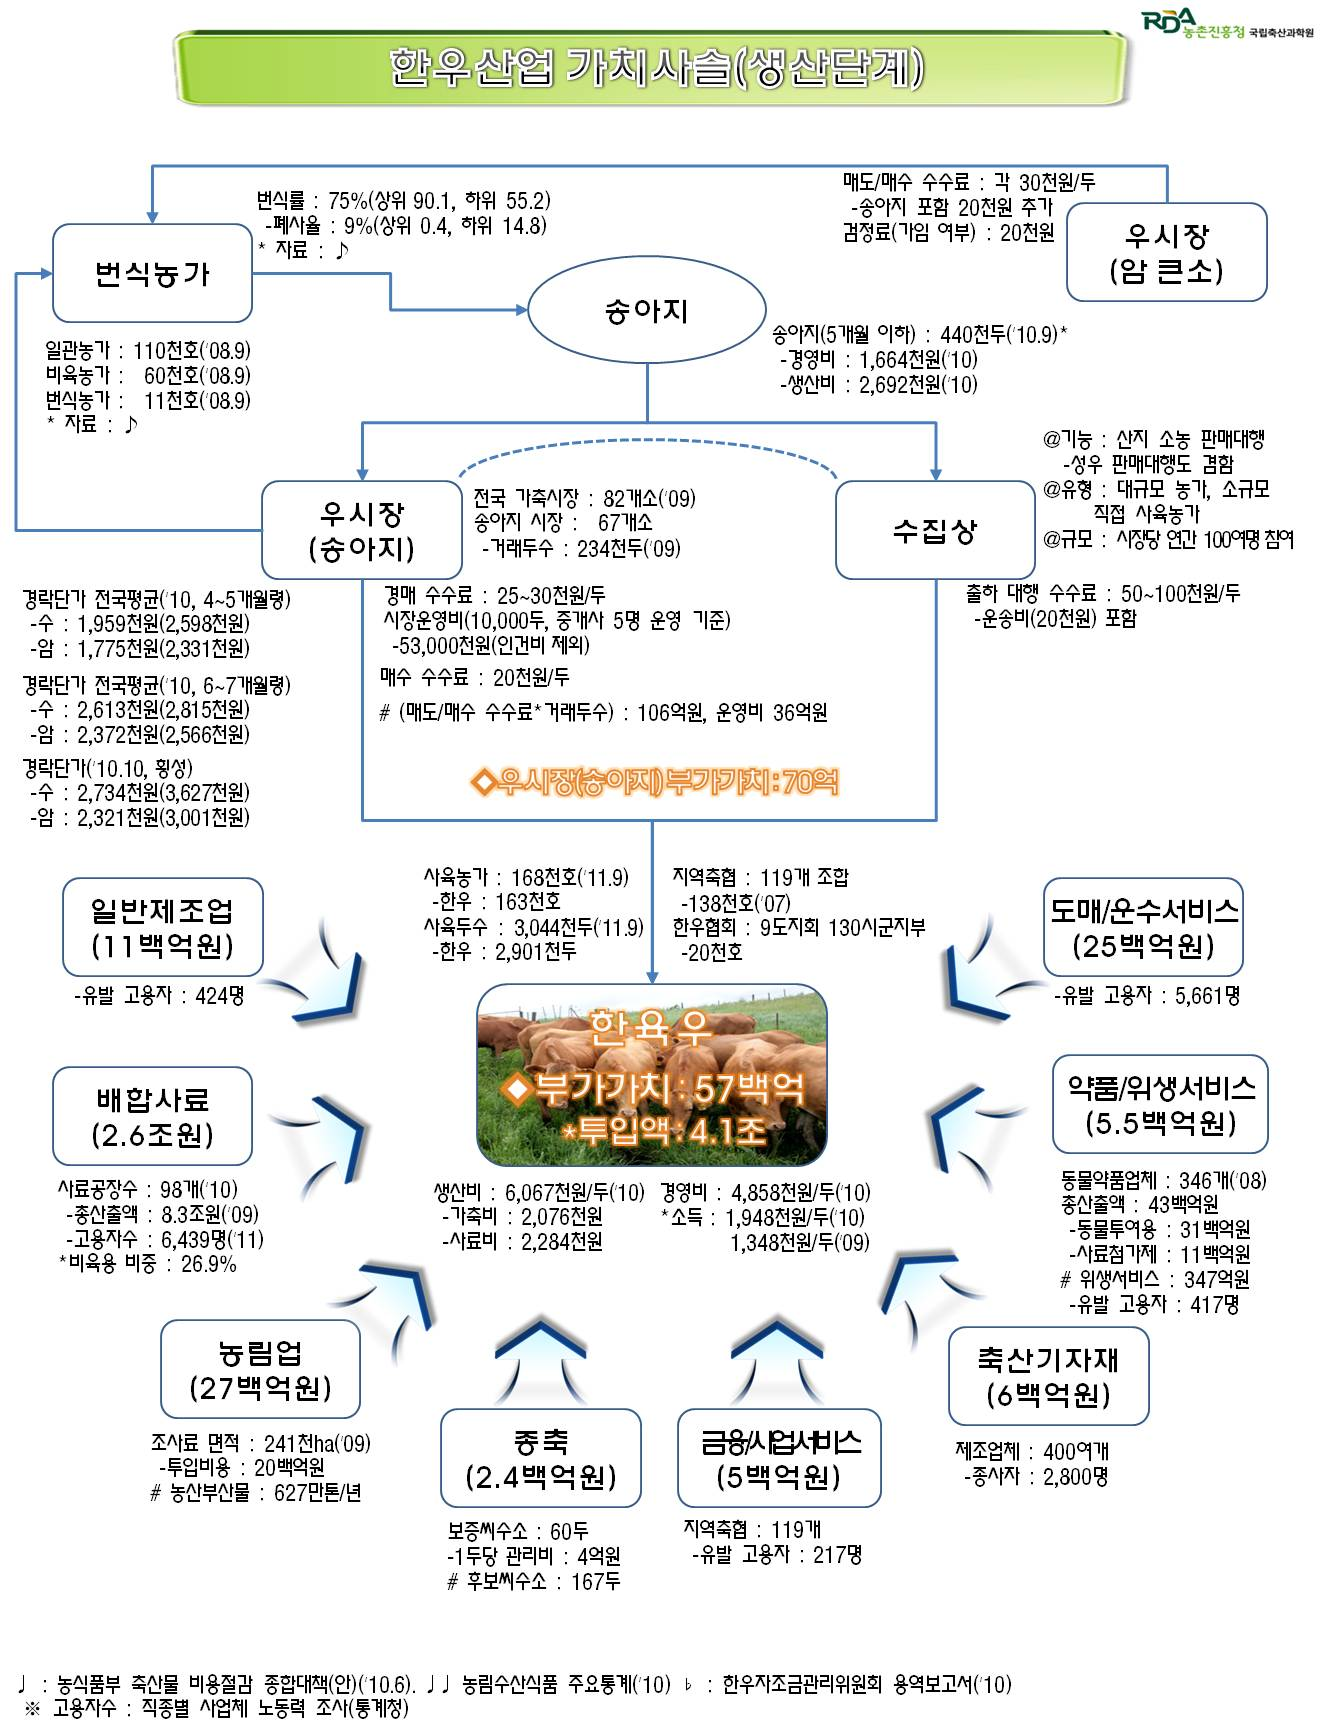 RDA 농촌진흥청 국립축산과학원
한우산업 가치사슬(생산단계)
매도/매수 수수료 : 각 30천원/두
-송아지 포함 20천원 추가
검정료(가임 여부) : 20천원
우시장
(암 큰소)
번식률 : 75%(상위 90.1, 하위 55.2)
-폐사율 : 9%(상위 0.4, 하위 14.8)
* 자료 : ♪
번식농가
송아지
일관농가 : 110천호('08.9)
비육농가 : 60천호('08.9)
번식농가 : 11천호('08.9)
* 자료 : ♪
송아지(5개월 이하) : 440천두('10.9)*
-경영비 : 1,664천원('10)
-생산비 : 2,692천원('10)
우시장
(송아지)
전국 가축시장 : 82개소('09)
송아지 시장 : 67개소
-거래두수 : 234천두('09)
수집상
@기능 : 산지 소농 판매대행
-성우 판매대행도 겸함
@유형 : 대규모 농가, 소규모
직접 사육농가
@규모 : 시장당 연간 100여명 참여
경매 수수료 : 25~30천원/두
시장운영비(10,000두, 중개사 5명 운영 기준)
-53,000천원(인건비 제외)
매수 수수료 : 20천원/두
# (매도/매수 수수료*거래두수) : 106억원, 운영비 36억원
출하 대행 수수료 : 50~100천원/두
-운송비(20천원) 포함
경락단가 전국평균('10, 4~5개월령)
-수 : 1,959천원(2,598천원)
-암 : 1,775천원(2,331천원)
경락단가 전국평균('10, 6~7개월령)
-수 : 2,613천원(2,815천원)
-암 : 2,372천원(2,566천원)
경락단가('10.10, 횡성)
-수 : 2,734천원(3,627천원)
-암 : 2,321천원(3,001천원)
◆우시장(송아지) 부가가치 : 70억
사육농가 : 168천호('11.9)
-한우 : 163천호
사육두수 : 3,044천두('11.9)
-한우 : 2,901천두
지역축협 : 119개 조합
-138천호('07)
한우협회 : 9도지회 130시군지부
-20천호
일반제조업
(11백억원)
-유발 고용자 : 424명
도매/운수서비스
(25백억원)
-유발 고용자 : 5,661명
한육우
◆부가가치 : 57백억
*투입액 : 4.1조
배합사료
(2.6조원)
사료공장수 : 98개('10)
-총산출액 : 8.3조원('09)
-고용자수 : 6,439명('11)
*비육용 비중 : 26.9%
약품/위생서비스
(5.5백억원)
동물약품업체 : 346개('08)
총산출액 : 43백억원
-동물투여용 : 31백억원
-사료첨가제 : 11백억원
# 위생서비스 : 347억원
-유발 고용자 : 417명
생산비 : 6,067천원/두('10)
-가축비 : 2,076천원
-사료비 : 2,284천원
경영비 : 4,858천원/두('10)
*소득 : 1,948천원/두('10)
1,348천원/두('09)
농림업
(27백억원)
조사료 면적 : 241천ha('09)
-투입비용 : 20백억원
# 농산부산물 : 627만톤/년
종축
(2.4백억원)
보증씨수소 : 60두
-1두당 관리비 : 4억원
# 후보씨수소 : 167두
금융/사업서비스
(5백억원)
지역축협 : 119개
-유발 고용자 : 217명
축산기자재
(6백억원)
제조업체 : 400여개
-종사자 : 2,800명
♩ : 농식품부 축산물 비용절감 종합대책(안)('10.6). ♩♩ 농림수산식품 주요통계('10) ♭ : 한우자조금관리위원회 용역보고서('10)
※ 고용자수 : 직종별 사업체 노동력 조사(통계청)